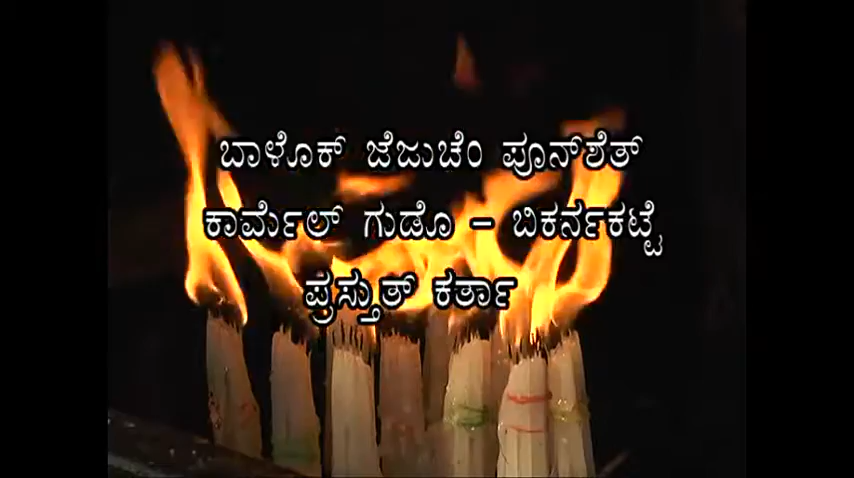 ಬಾಳೊಕ್ ಜೆಜುಚೆಂ ಪೂನ್‌ಶೆತ್
ಕಾರ್ಮೆಲ್ ಗುಡೊ - ಬಿಕರ್ನಕಟ್ಟೆ
ಪ್ರಸ್ತುತ್ ಕರ್ತಾ